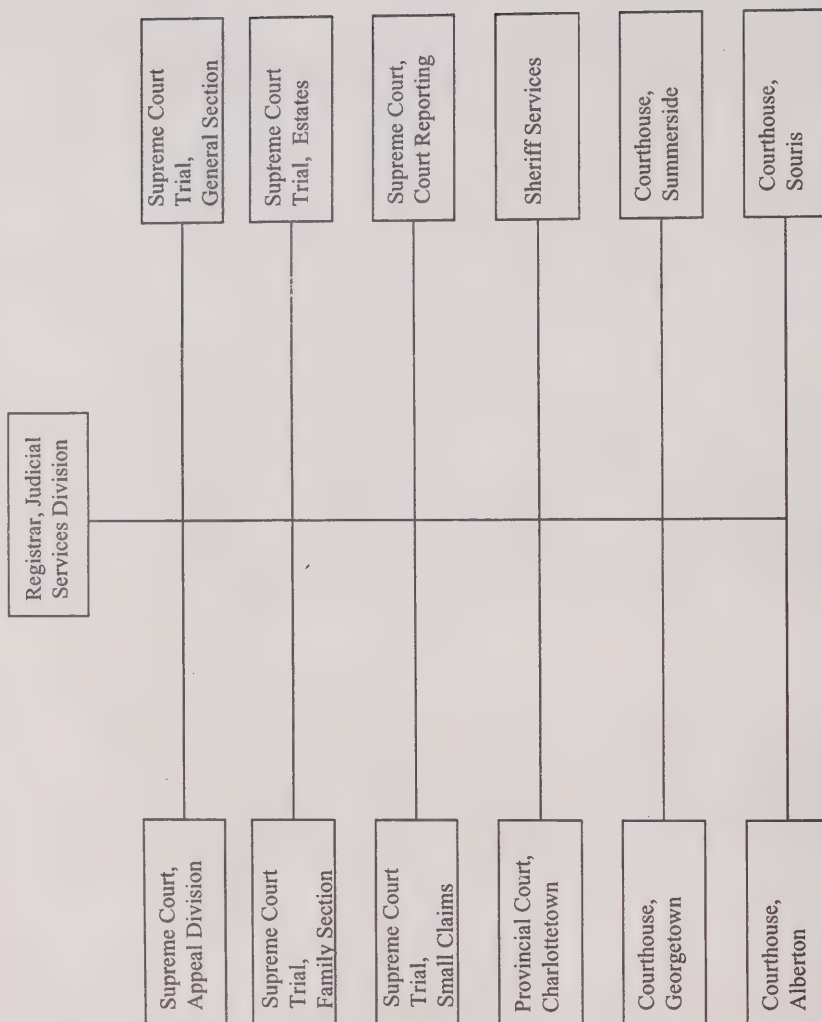 Registrar, Judicial
Services Division
Supreme Court,
Appeal Division
Supreme Court
Trial,
General Section
Supreme Court
Trial,
Family Section
Supreme Court
Trial, Estates
Supreme Court
Trial,
Small Claims
Supreme Court,
Court Reporting
Provincial Court,
Charlottetown
Sheriff Services
Courthouse,
Georgetown
Courthouse,
Summerside
Courthouse,
Alberton
Courthouse,
Souris